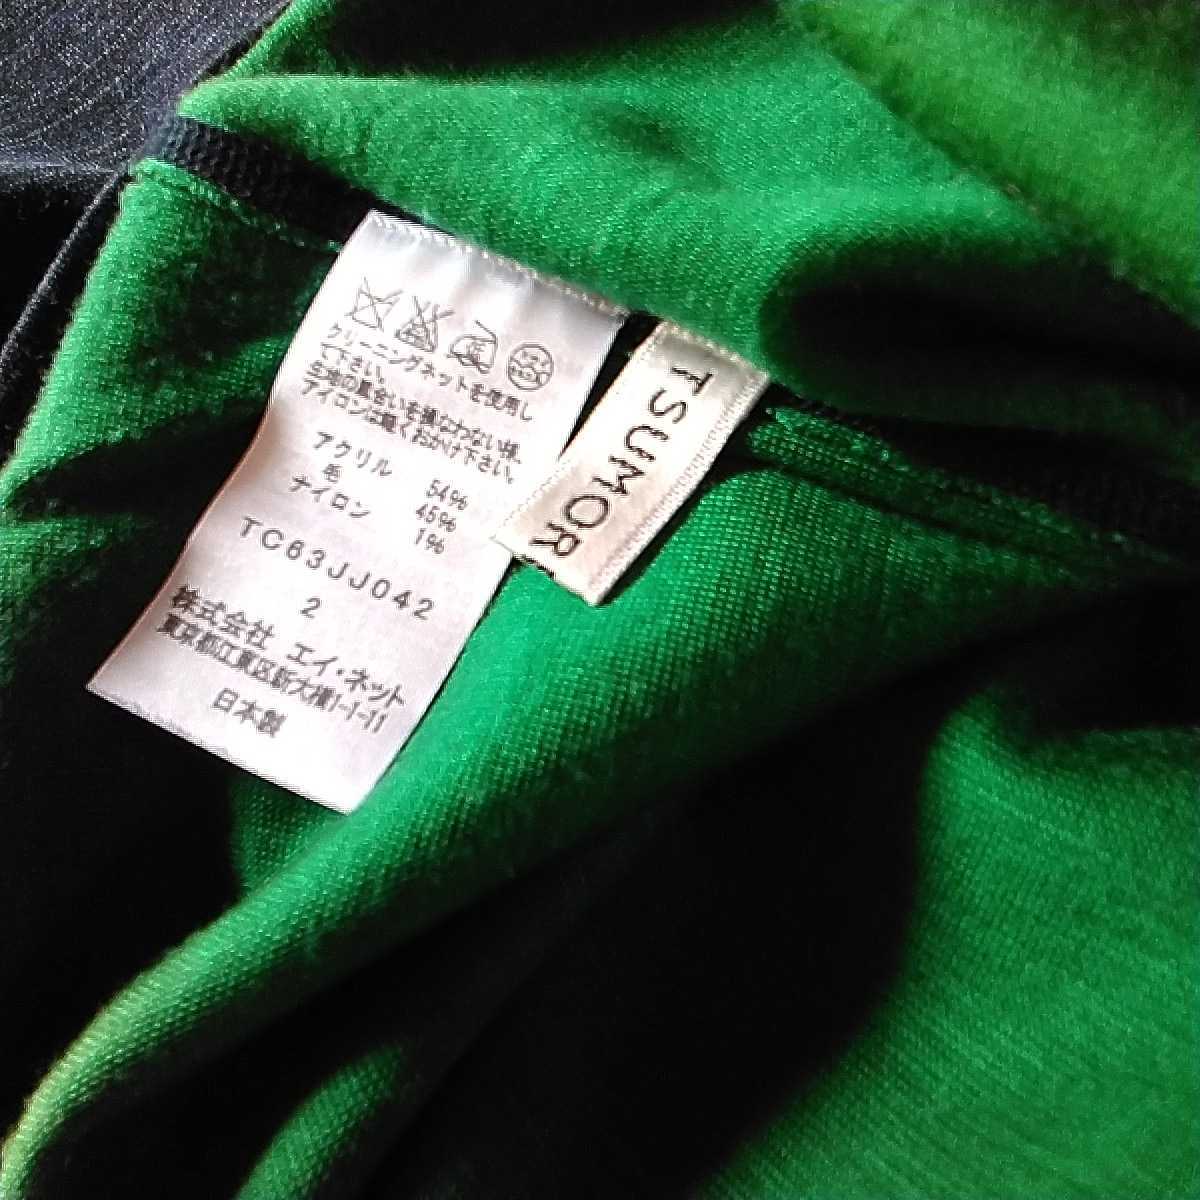 クリーニングネットを使用し
て下さい。
生地の風合いを損なわない様、
アイロンは軽くおかけ下さい。
アクリル 54%
毛 45%
ナイロン 1%
TC63JJ042
2
株式会社 エイ・ネット
東京都江東区新大橋1-1-11
日本製
TSUMOR